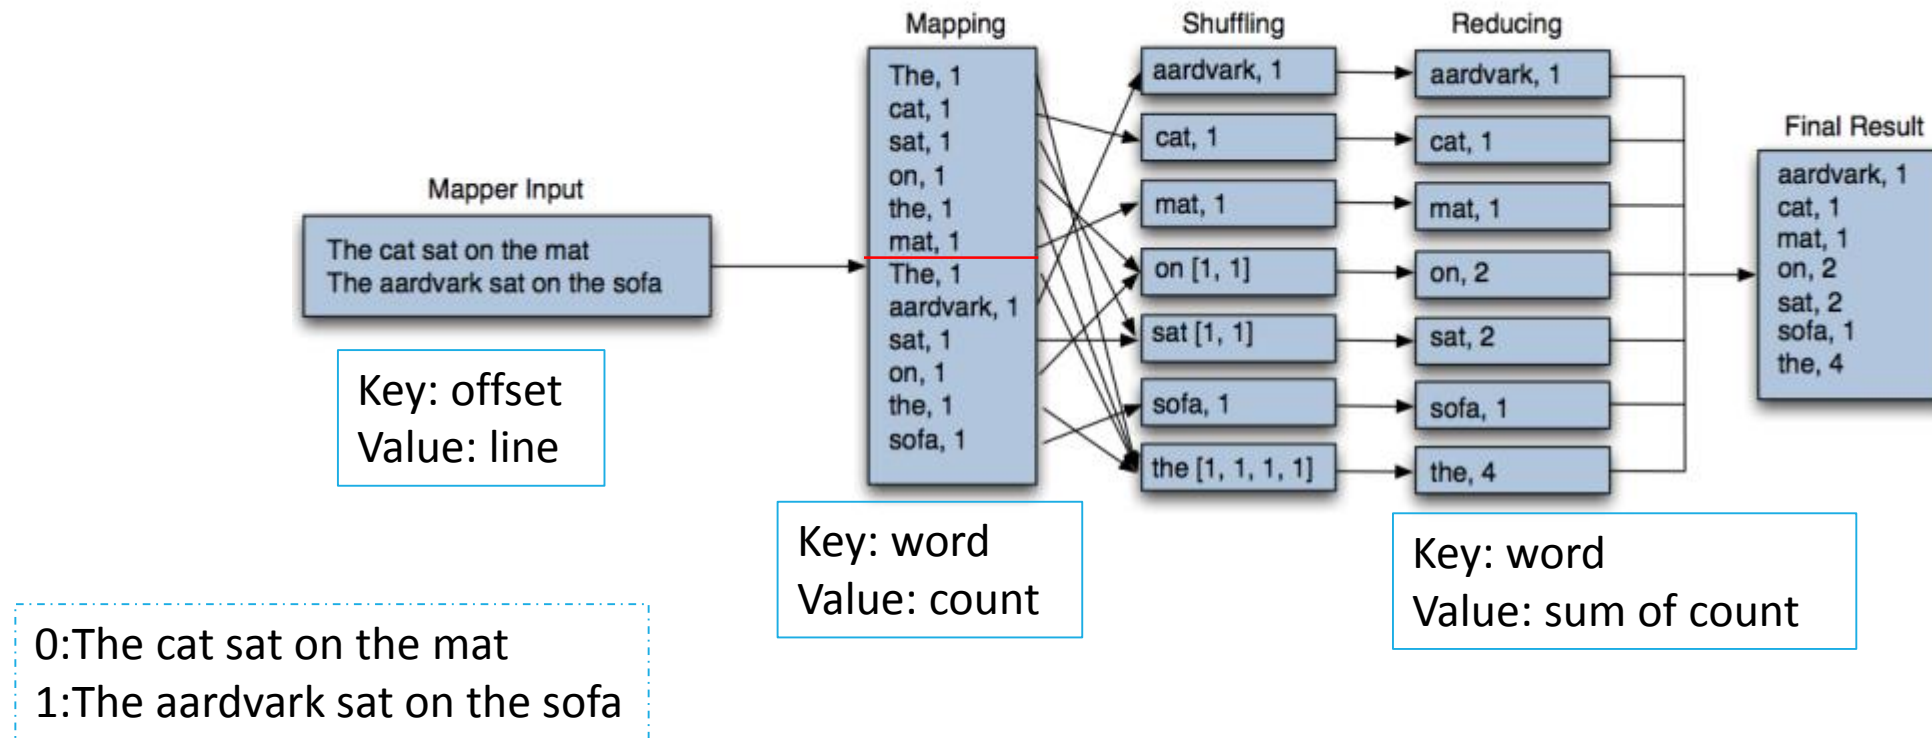 Mapper Input
The cat sat on the mat
The aardvark sat on the sofa
Key: offset
Value: line
0:The cat sat on the mat
1:The aardvark sat on the sofa
Mapping
The, 1
cat, 1
sat, 1
on, 1
the, 1
mat, 1
The, 1
aardvark, 1
sat, 1
on, 1
the, 1
sofa, 1
Key: word
Value: count
Shuffling
aardvark, 1
cat, 1
mat, 1
on [1, 1]
sat [1, 1]
sofa, 1
the [1, 1, 1, 1]
Reducing
aardvark, 1
cat, 1
mat, 1
on, 2
sat, 2
sofa, 1
the, 4
Key: word
Value: sum of count
Final Result
aardvark, 1
cat, 1
mat, 1
on, 2
sat, 2
sofa, 1
the, 4